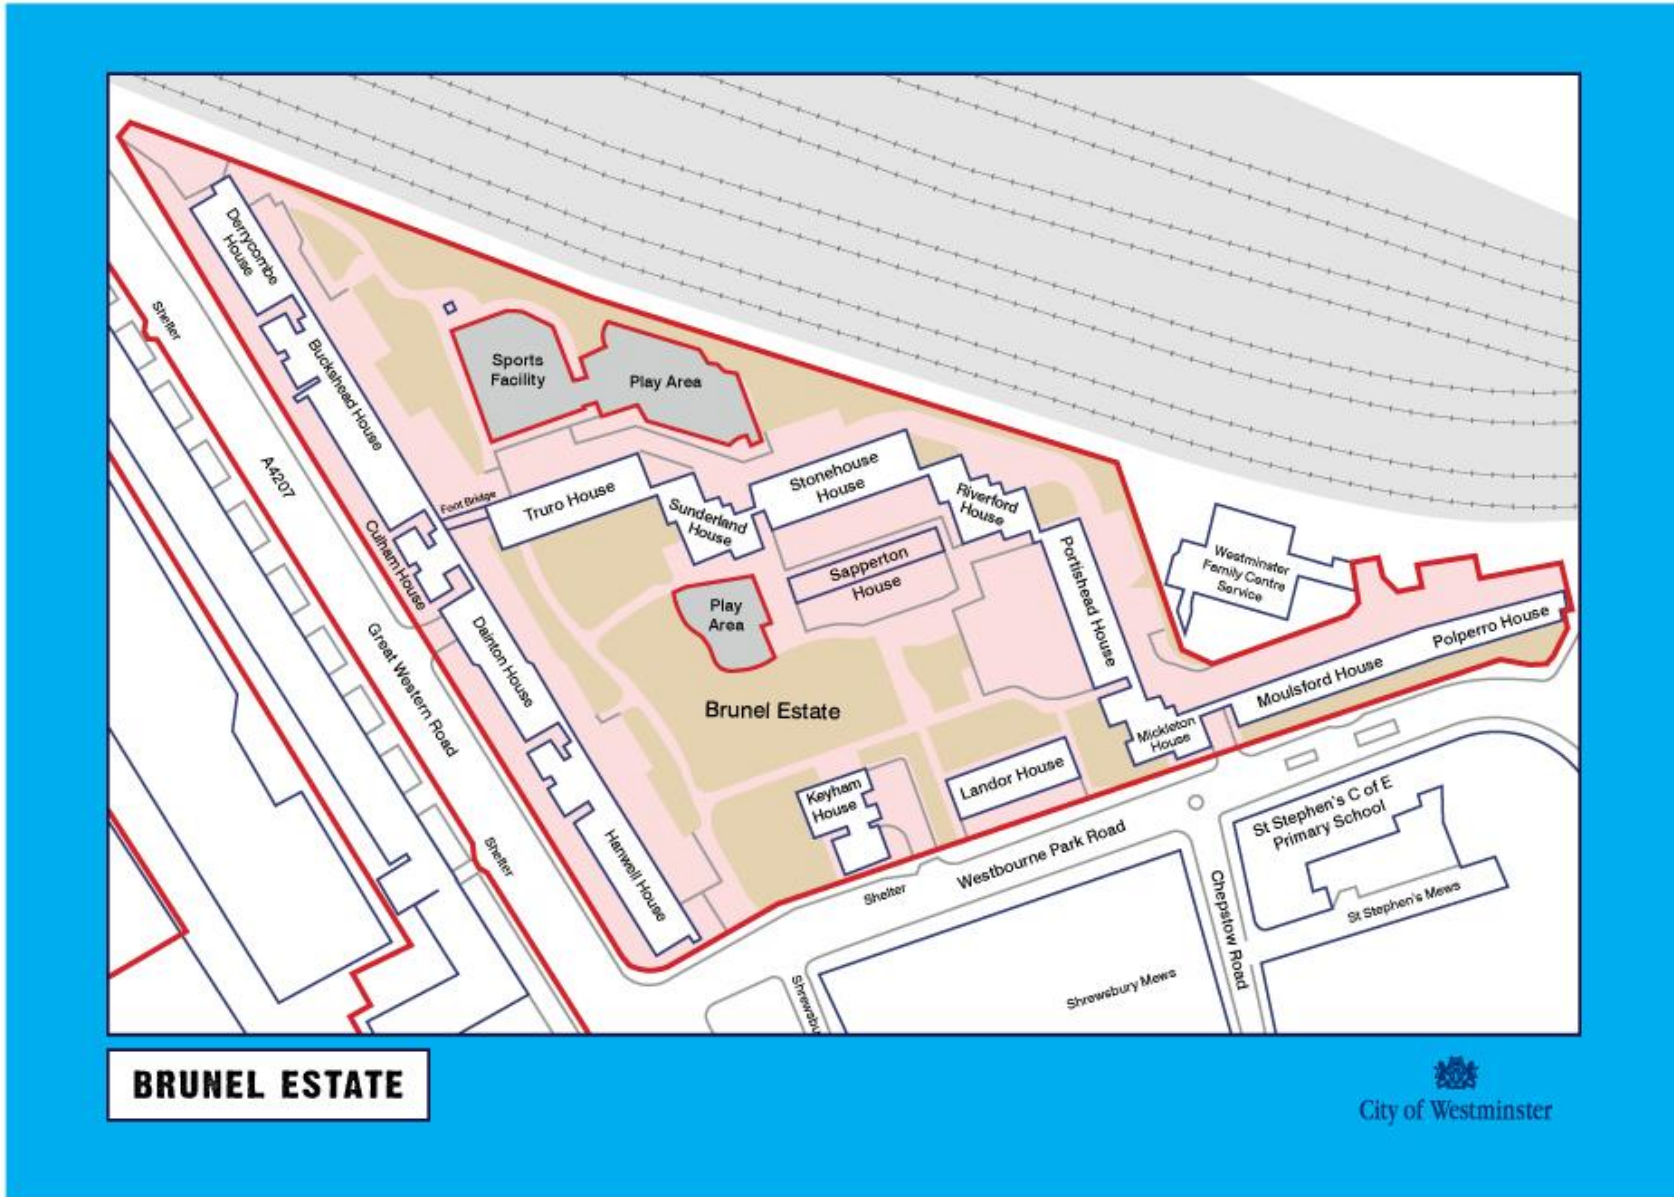 Derrycombe
House
Shelter
Buckshead House
Sports
Facility
Play Area
A4207
Foot Bridge
Truro House
Sunderland
House
Stonehouse
House
Riverford
House
Culham House
Sapperton
House
Portishead House
Westminster
Family Centre
Service
Play
Area
Dainton House
Great Western Road
Brunel Estate
Polperro House
Moulsford House
Mickleton
House
Landor House
Keyham
House
Hanwell House
Shelter
Shelter
Westbourne Park Road
St Stephen's C of E
Primary School
St Stephen's Mews
Chepstow Road
Shrewsbury Mews
Shrewsbu
BRUNEL ESTATE
City of Westminster